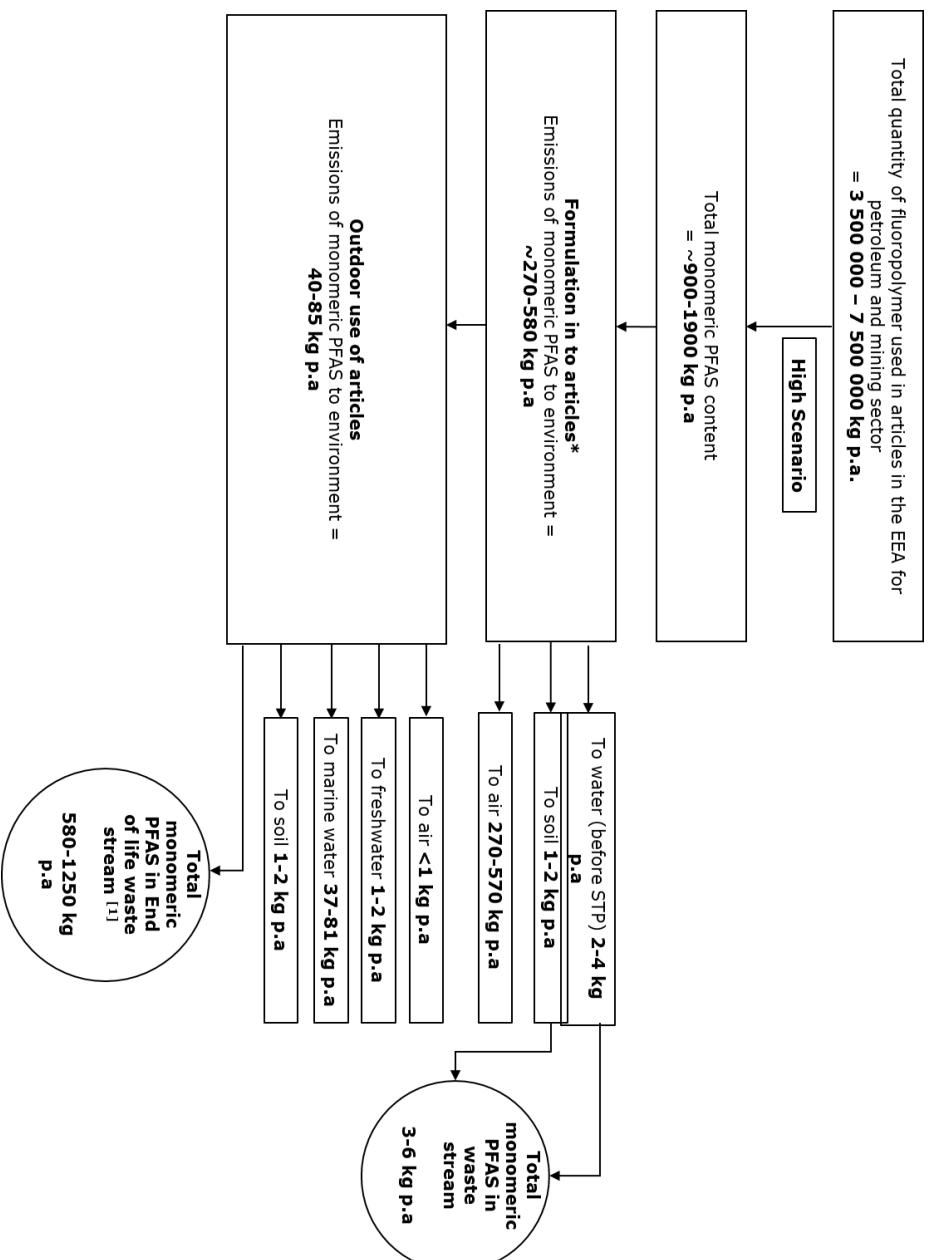 Total quantity of fluoropolymer used in articles in the EEA for
petroleum and mining sector
= 3 500 000 – 7 500 000 kg p.a.
High Scenario
Total monomeric PFAS content
= ~900-1900 kg p.a
Formulation in to articles*
Emissions of monomeric PFAS to environment =
~270-580 kg p.a
To water (before STP) 2-4 kg
p.a
To soil 1-2 kg p.a
To air 270-570 kg p.a
Total
monomeric
PFAS in
waste
stream
3-6 kg p.a
Outdoor use of articles
Emissions of monomeric PFAS to environment =
40-85 kg p.a
To air <1 kg p.a
To freshwater 1-2 kg p.a
To marine water 37-81 kg p.a
To soil 1-2 kg p.a
Total
monomeric
PFAS in End
of life waste
stream [1]
580-1250 kg
p.a